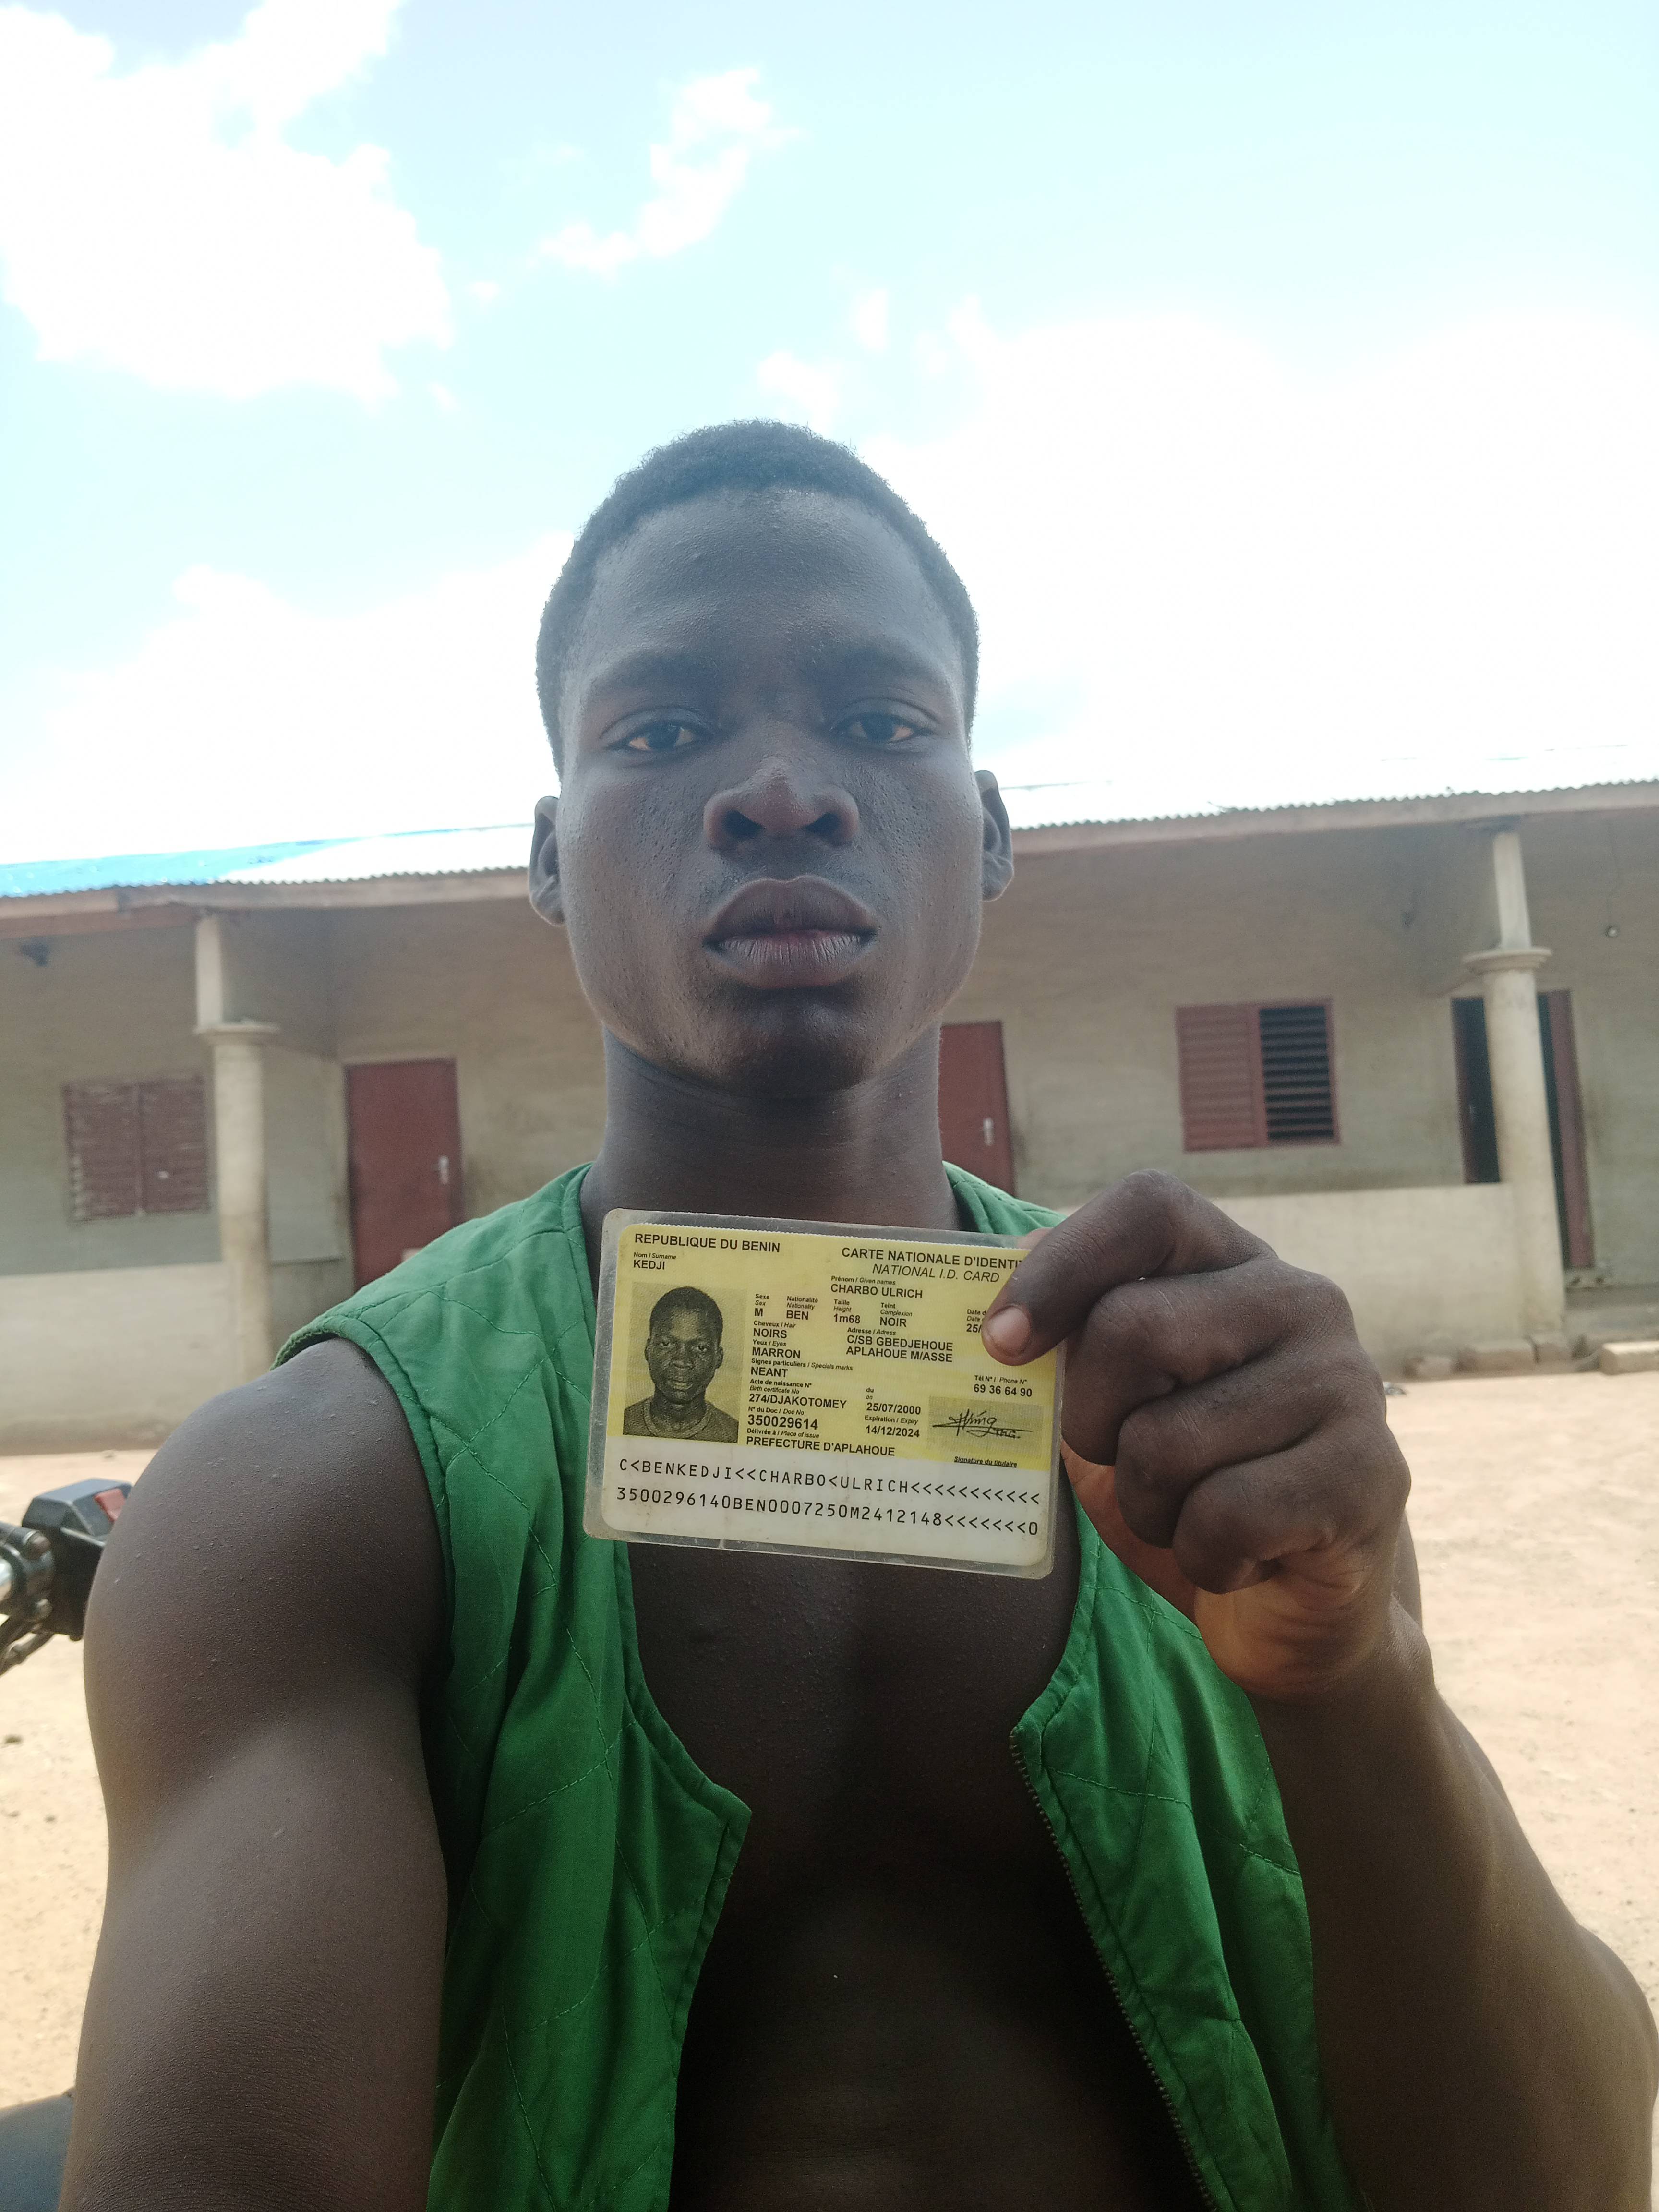 REPUBLIQUE DU BENIN
CARTE NATIONALE D'IDENTI
NATIONAL I.D. CARD
Nom / Surname
KEDJI
Prénom / Given names
CHARBO ULRICH
Sexe Nationalité Taille Teint Date d
Sex Nationality Height Complexion Date
M BEN 1m68 NOIR 25/
Cheveux / Hair Adresse / Adress
NOIRS C/SB GBEDJEHOUE
Yeux / Eyes APLAHOUE M/ASSE
MARRON
Signes particuliers / Specials marks
NEANT
Tél N° / Phone N°
69 36 64 90
Acte de naissance N° du
Birth certificate No on
274/DJAKOTOMEY 25/07/2000
N° du Doc / Doc No Expiration / Expiry
350029614 14/12/2024
Délivrée à / Place of issue
PREFECTURE D'APLAHOUE
Signature du titulaire
C<BENKEDJI<<CHARBO<ULRICH<<<<<<<<<<<
3500296140BEN0007250M2412148<<<<<<<0